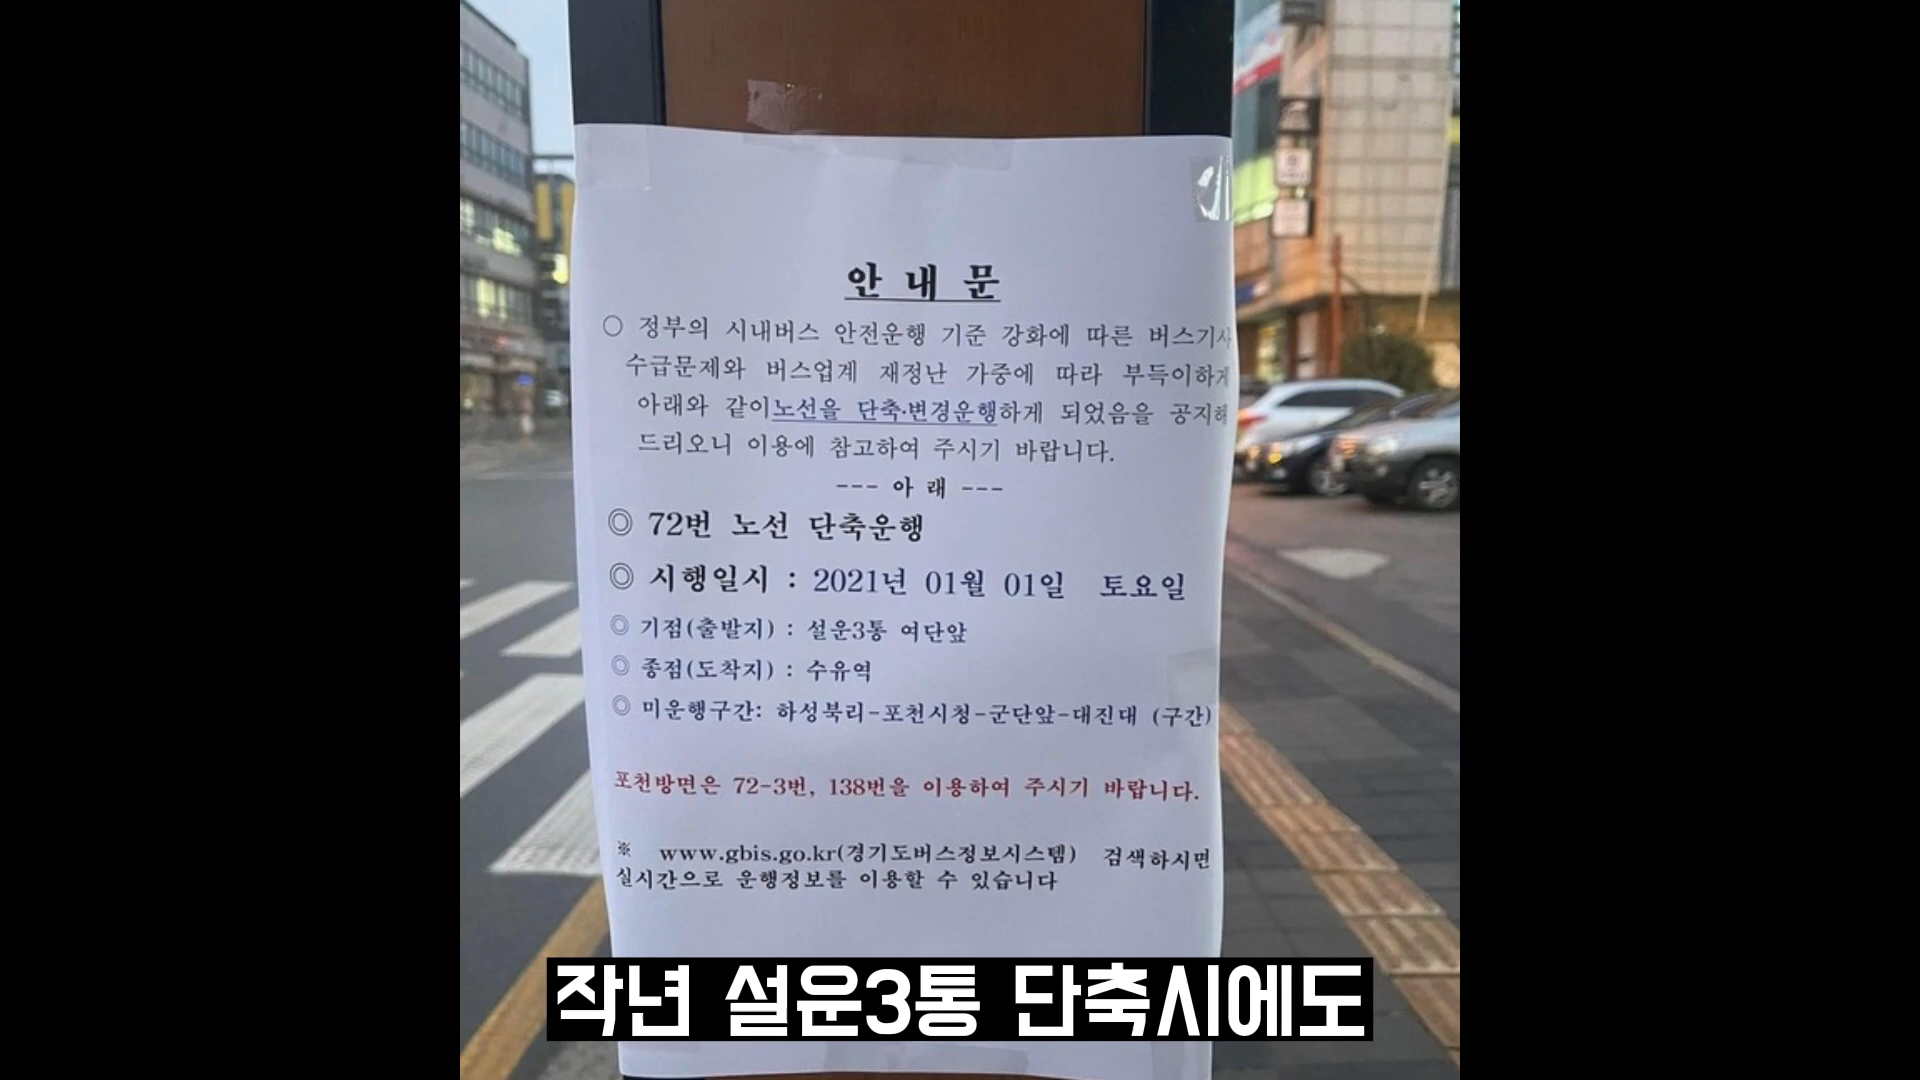 안 내 문
○ 정부의 시내버스 안전운행 기준 강화에 따른 버스기사
수급문제와 버스업계 재정난 가중에 따라 부득이하게
아래와 같이노선을 단축·변경운행하게 되었음을 공지해
드리오니 이용에 참고하여 주시기 바랍니다.
--- 아 래 ---
◎ 72번 노선 단축운행
◎ 시행일시 : 2021년 01월 01일 토요일
◎ 기점(출발지) : 설운3통 여단앞
◎ 종점(도착지) : 수유역
◎ 미운행구간: 하성북리-포천시청-군단앞-대진대 (구간)
포천방면은 72-3번, 138번을 이용하여 주시기 바랍니다.
※ www.gbis.go.kr(경기도버스정보시스템) 검색하시면
실시간으로 운행정보를 이용할 수 있습니다
작년 설운3통 단축시에도